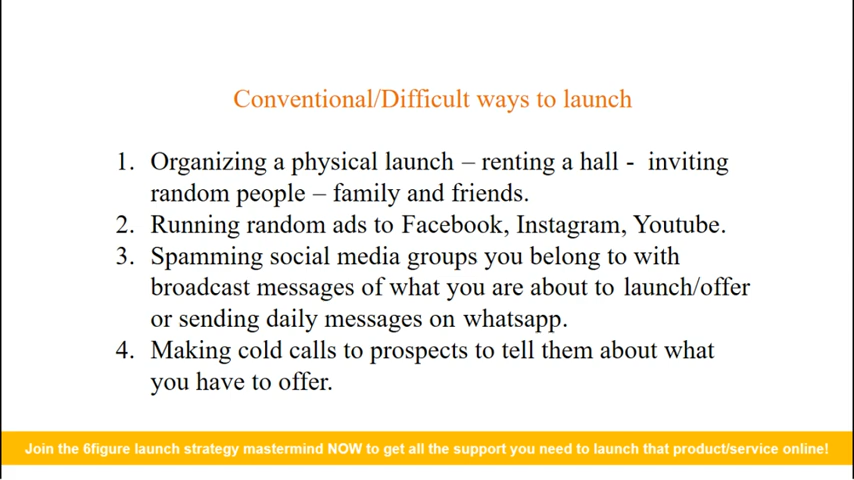 Conventional/Difficult ways to launch
1. Organizing a physical launch – renting a hall - inviting
random people – family and friends.
2. Running random ads to Facebook, Instagram, Youtube.
3. Spamming social media groups you belong to with
broadcast messages of what you are about to launch/offer
or sending daily messages on whatsapp.
4. Making cold calls to prospects to tell them about what
you have to offer.
Join the 6figure launch strategy mastermind NOW to get all the support you need to launch that product/service online!